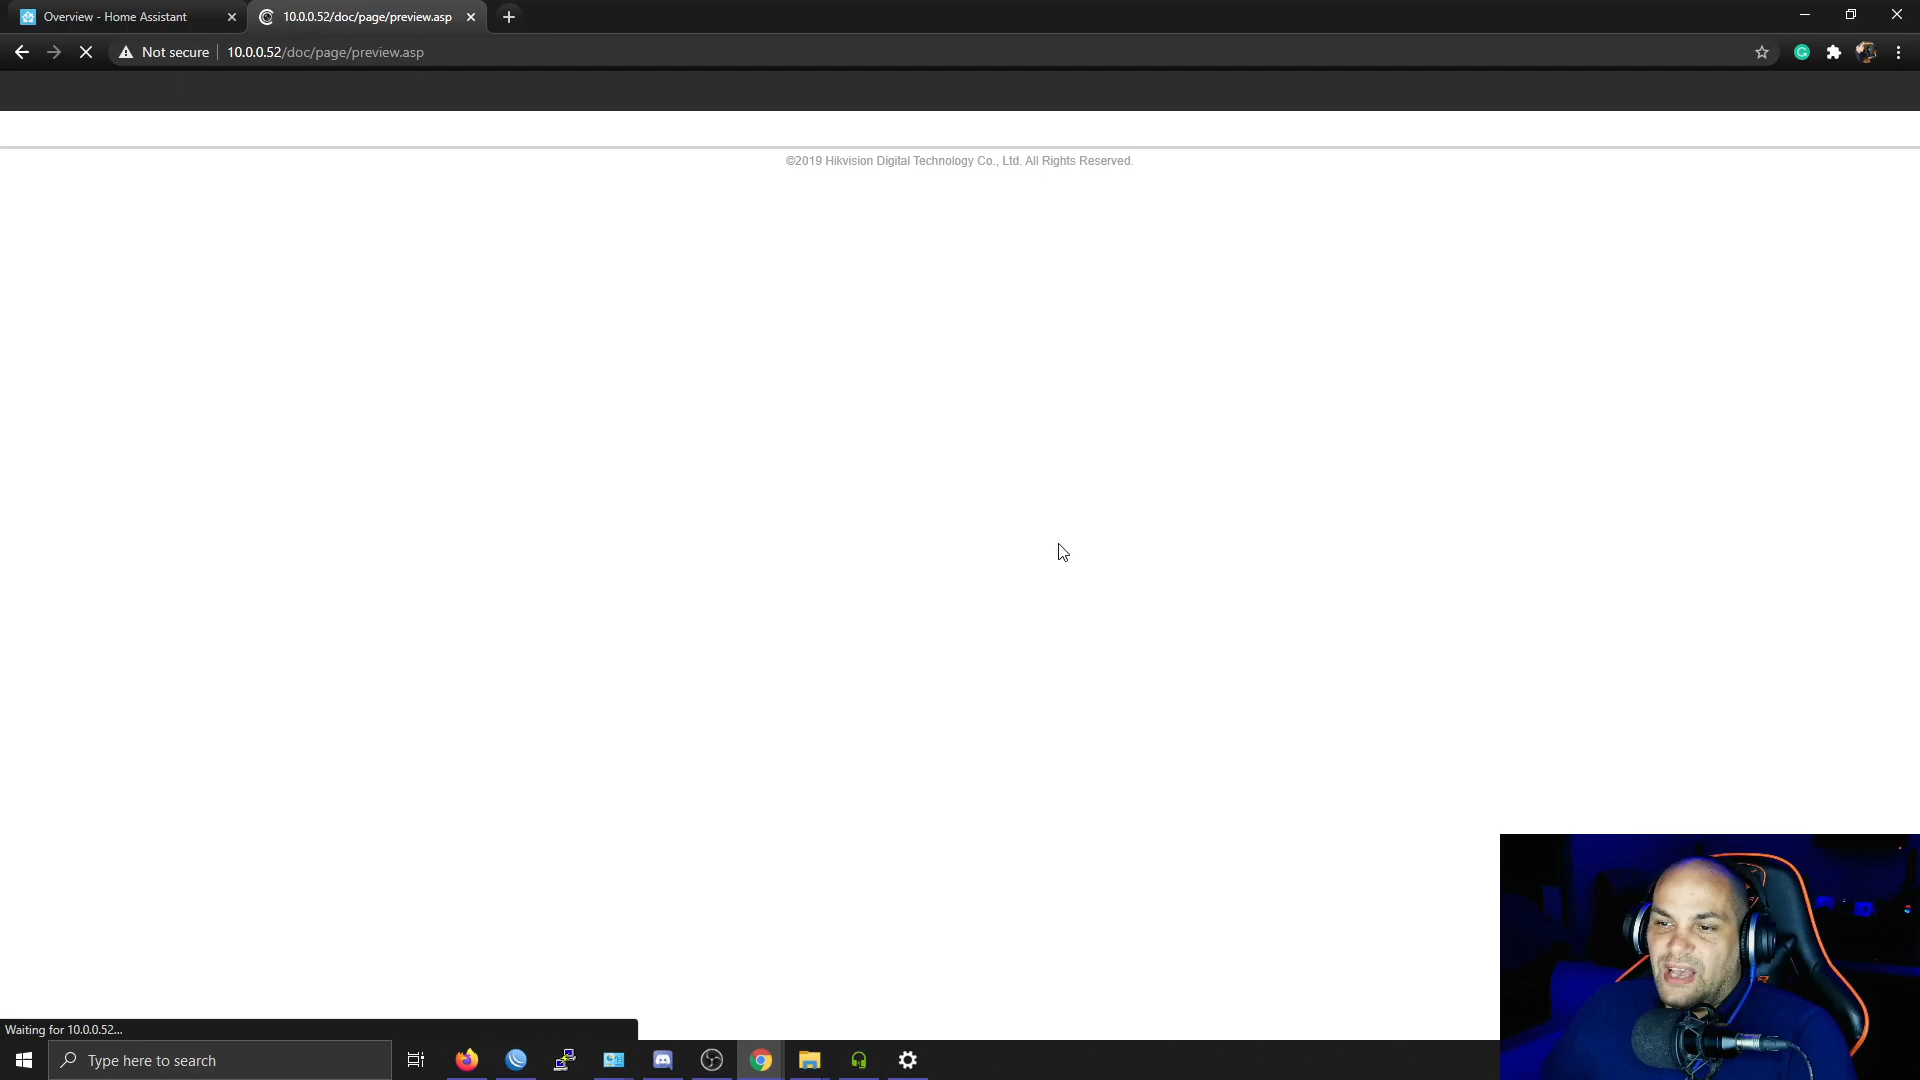 Overview - Home Assistant
10.0.0.52/doc/page/preview.asp
Not secure
10.0.0.52/doc/page/preview.asp
©2019 Hikvision Digital Technology Co., Ltd. All Rights Reserved.
Waiting for 10.0.0.52...
Type here to search